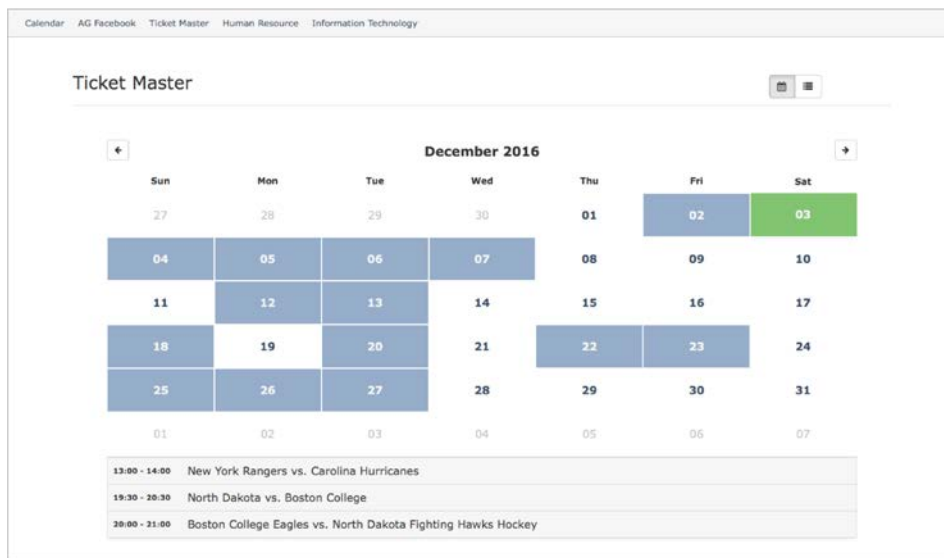 Calendar AG Facebook Ticket Master Human Resource Information Technology
Ticket Master
December 2016
Sun Mon Tue Wed Thu Fri Sat
27 28 29 30 01 02 03
04 05 06 07 08 09 10
11 12 13 14 15 16 17
18 19 20 21 22 23 24
25 26 27 28 29 30 31
01 02 03 04 05 06 07
13:00 - 14:00 New York Rangers vs. Carolina Hurricanes
19:30 - 20:30 North Dakota vs. Boston College
20:00 - 21:00 Boston College Eagles vs. North Dakota Fighting Hawks Hockey